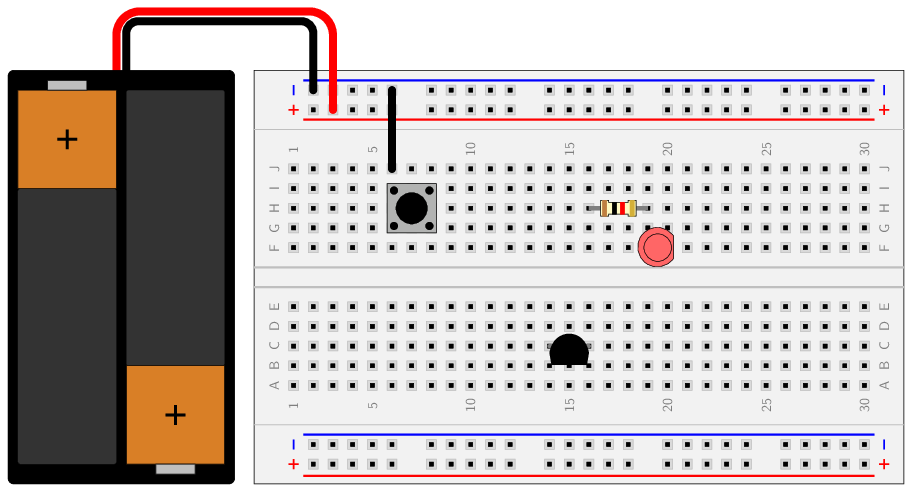 +
+
− −
+ +
1 5 10 15 20 25 30
J J
I I
H H
G G
F F
E E
D D
C C
B B
A A
1 5 10 15 20 25 30
− −
+ +